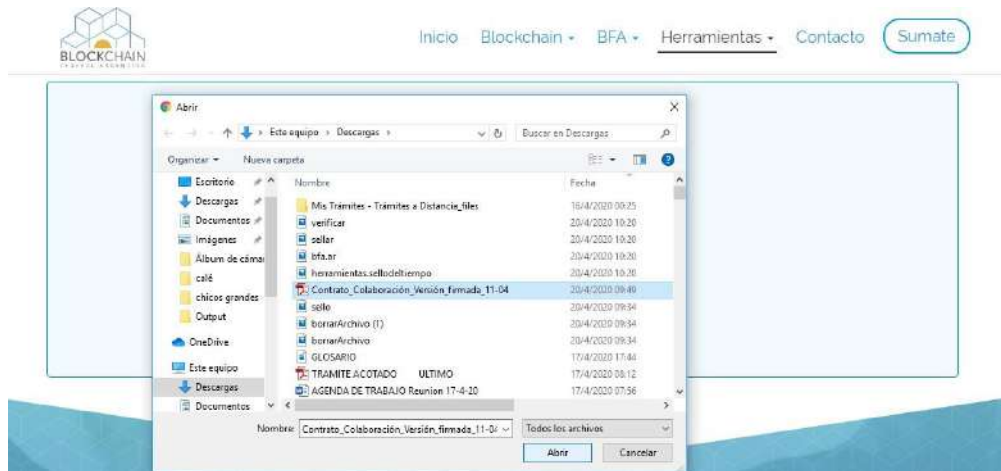 BLOCKCHAIN
FEDERAL ARGENTINA
Inicio Blockchain BFA Herramientas Contacto Sumate
Abrir
Este equipo › Descargas › Buscar en Descargas
Organizar Nueva carpeta
Escritorio
Descargas
Documentos
Imágenes
Álbum de cámar
calé
chicos grandes
Output
OneDrive
Este equipo
Descargas
Documentos
Nombre Fecha
Mis Trámites - Trámites a Distancia_files 16/4/2020 00:25
verificar 20/4/2020 10:20
sellar 20/4/2020 10:20
bfa.ar 20/4/2020 10:20
herramientas.sellodeltiempo 20/4/2020 10:20
Contrato_Colaboración_Versión_firmada_11-04 20/4/2020 09:49
sello 20/4/2020 09:34
borrarArchivo (1) 20/4/2020 09:34
borrarArchivo 20/4/2020 09:34
GLOSARIO 17/4/2020 17:44
TRAMITE ACOTADO ULTIMO 17/4/2020 08:12
AGENDA DE TRABAJO Reunion 17-4-20 17/4/2020 07:56
Nombre: Contrato_Colaboración_Versión_firmada_11-04 Todos los archivos
Abrir Cancelar